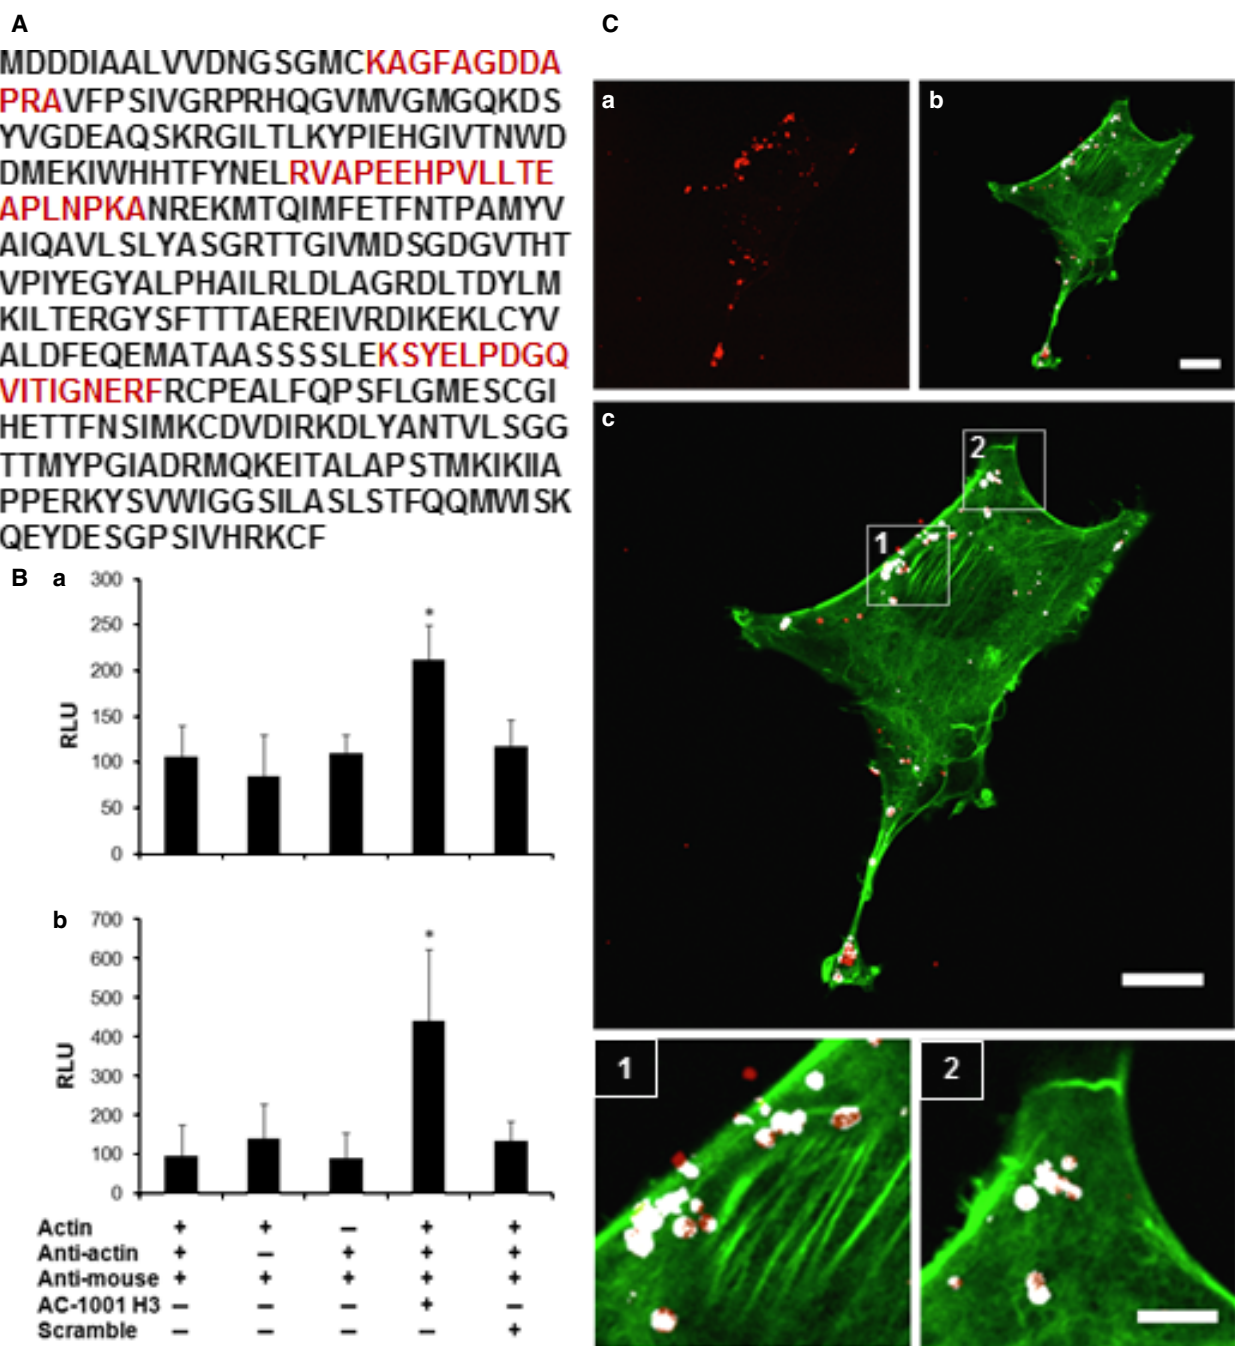 A
MDDDIAALVVDNGSGMCKAGFAGDDA
PRAVFPSIVGRPRHQGVMVGMGQKDS
YVGDEAQSKRGILTLKYPIEHGIVTNWD
DMEKIWHHTFYNELRVAPEEHPVLLTE
APLNPKANREKMTQIMFETFNTPAMYV
AIQAVLSLYASGRTTGIVMDSGDGVTHT
VPIYEGYALPHAILRLDLAGRDLTDYLM
KILTERGYSFTTTAEREIVRDIKEKLCYV
ALDFEQEMATAASSSSLEKSYELPDGQ
VITIGNERFRCPEALFQPSFLGMESCGI
HETTFNSIMKCDVDIRKDLYANTVLSGG
TTMYPGIADRMQKEITALAPSTMKIKIIA
PPERKYSVWIGGSILASLSTFQQMWISK
QEYDESGPSIVHRKCF
B
a
300
250
200
150
100
50
0
RLU
*
b
700
600
500
400
300
200
100
0
RLU
*
Actin + + – + +
Anti-actin + – + + +
Anti-mouse + + + + +
AC-1001 H3 – – – + –
Scramble – – – – +
C
a
b
c
2
1
1
2